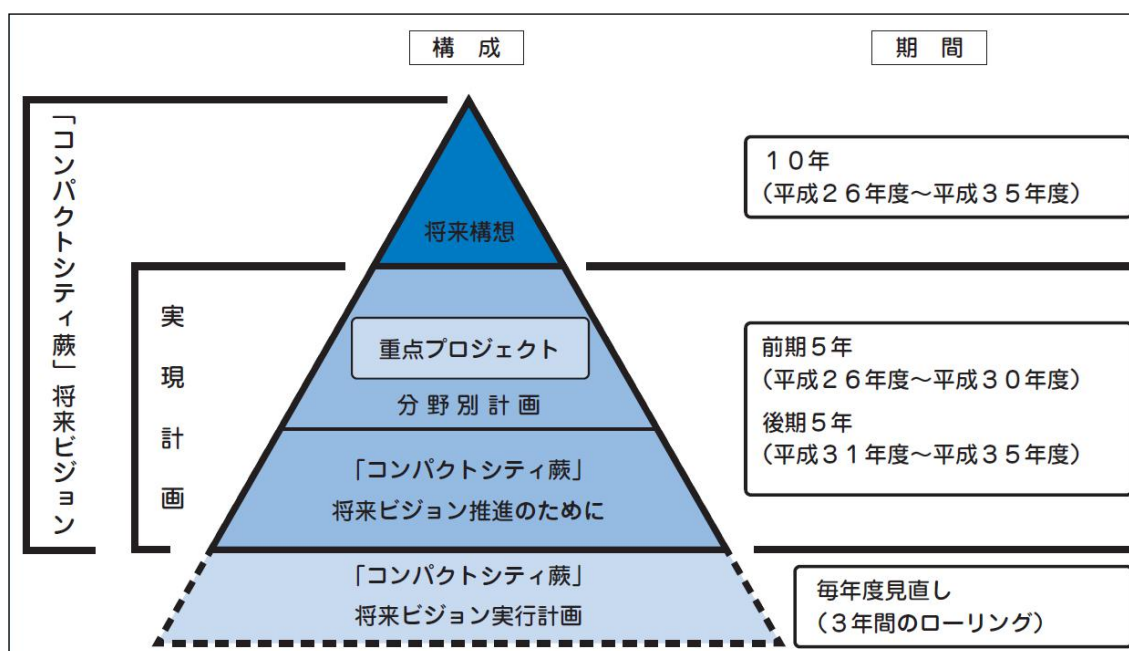 構 成
期 間
「コンパクトシティ蕨」将来ビジョン
将来構想
１０年
（平成２６年度～平成３５年度）
実現計画
重点プロジェクト
分野別計画
「コンパクトシティ蕨」
将来ビジョン推進のために
前期５年
（平成２６年度～平成３０年度）
後期５年
（平成３１年度～平成３５年度）
「コンパクトシティ蕨」
将来ビジョン実行計画
毎年度見直し
（３年間のローリング）